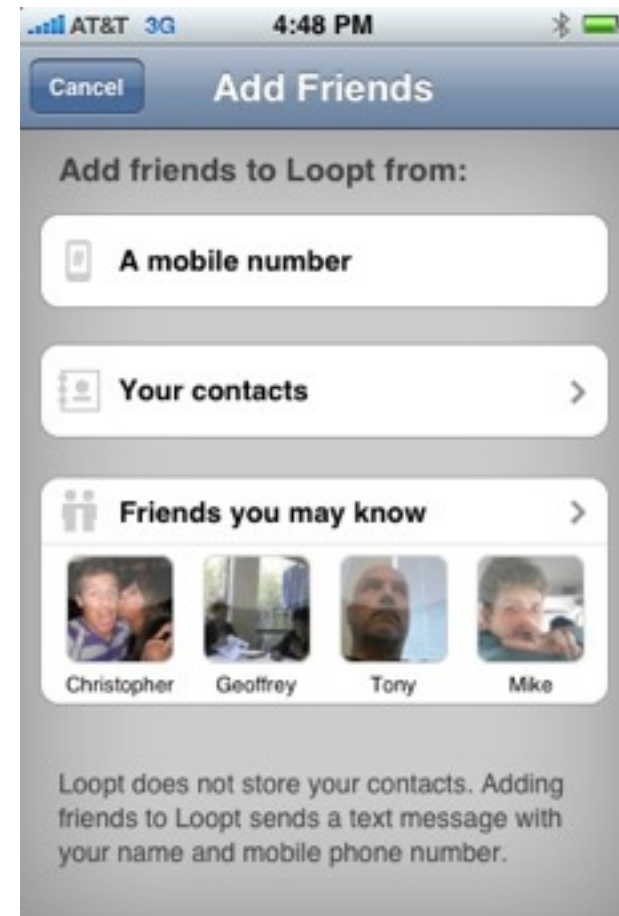 AT&T 3G 4:48 PM
Cancel Add Friends
Add friends to Loopt from:
# A mobile number
Your contacts
Friends you may know
Christopher Geoffrey Tony Mike
Loopt does not store your contacts. Adding
friends to Loopt sends a text message with
your name and mobile phone number.